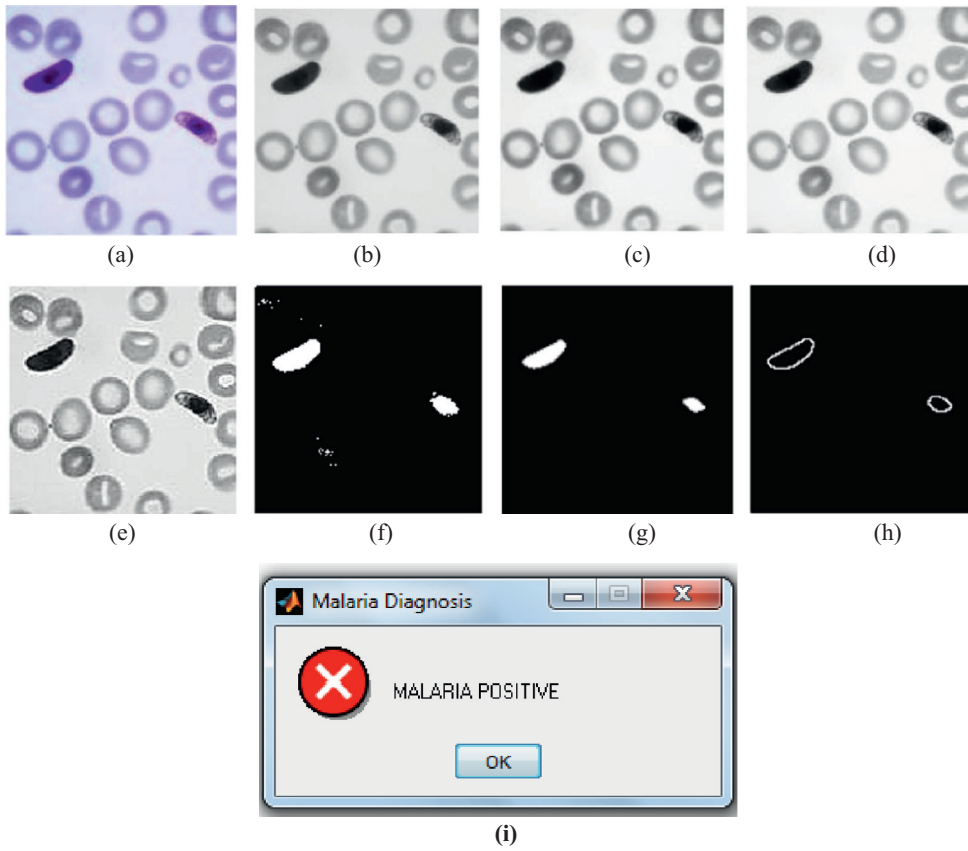 (a) (b) (c) (d)
(e) (f) (g) (h)
Malaria Diagnosis
MALARIA POSITIVE
OK
(i)